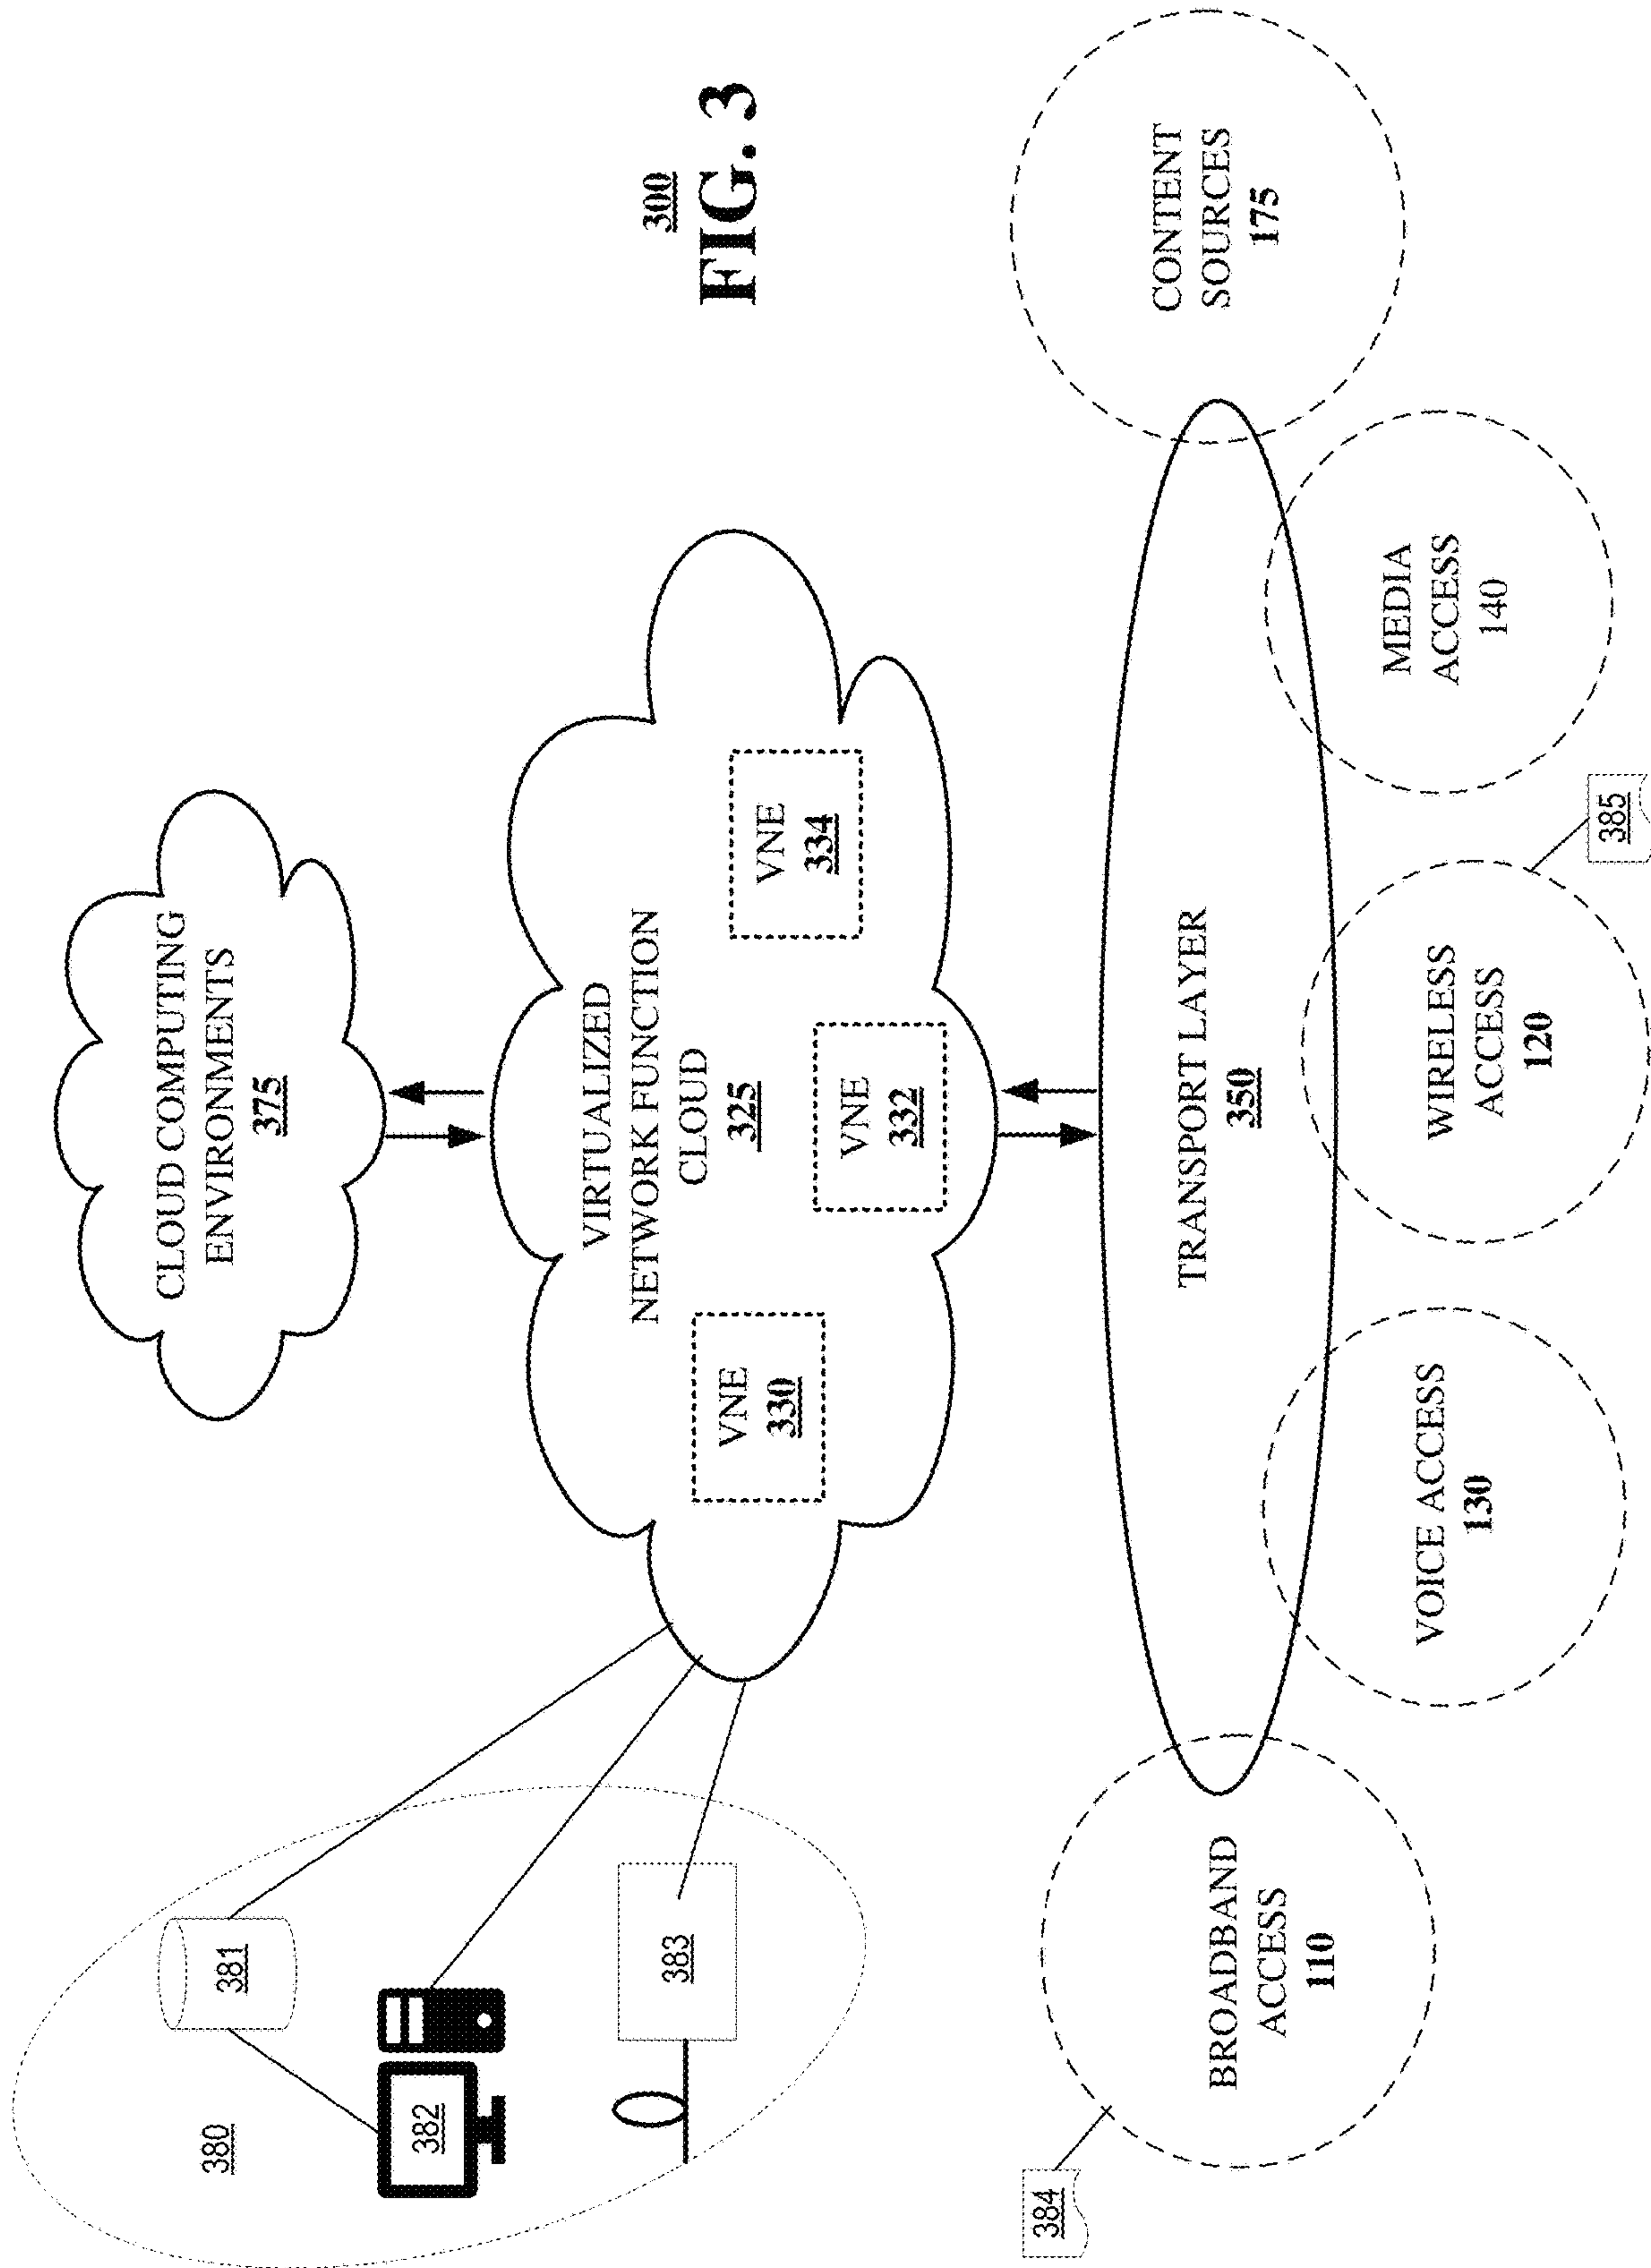 CLOUD COMPUTING
ENVIRONMENTS
375
380
381
382
383
VIRTUALIZED
NETWORK FUNCTION
CLOUD
325
VNE
330
VNE
332
VNE
334
300
FIG. 3
TRANSPORT LAYER
350
384
BROADBAND
ACCESS
110
VOICE ACCESS
130
WIRELESS
ACCESS
120
385
MEDIA
ACCESS
140
CONTENT
SOURCES
175